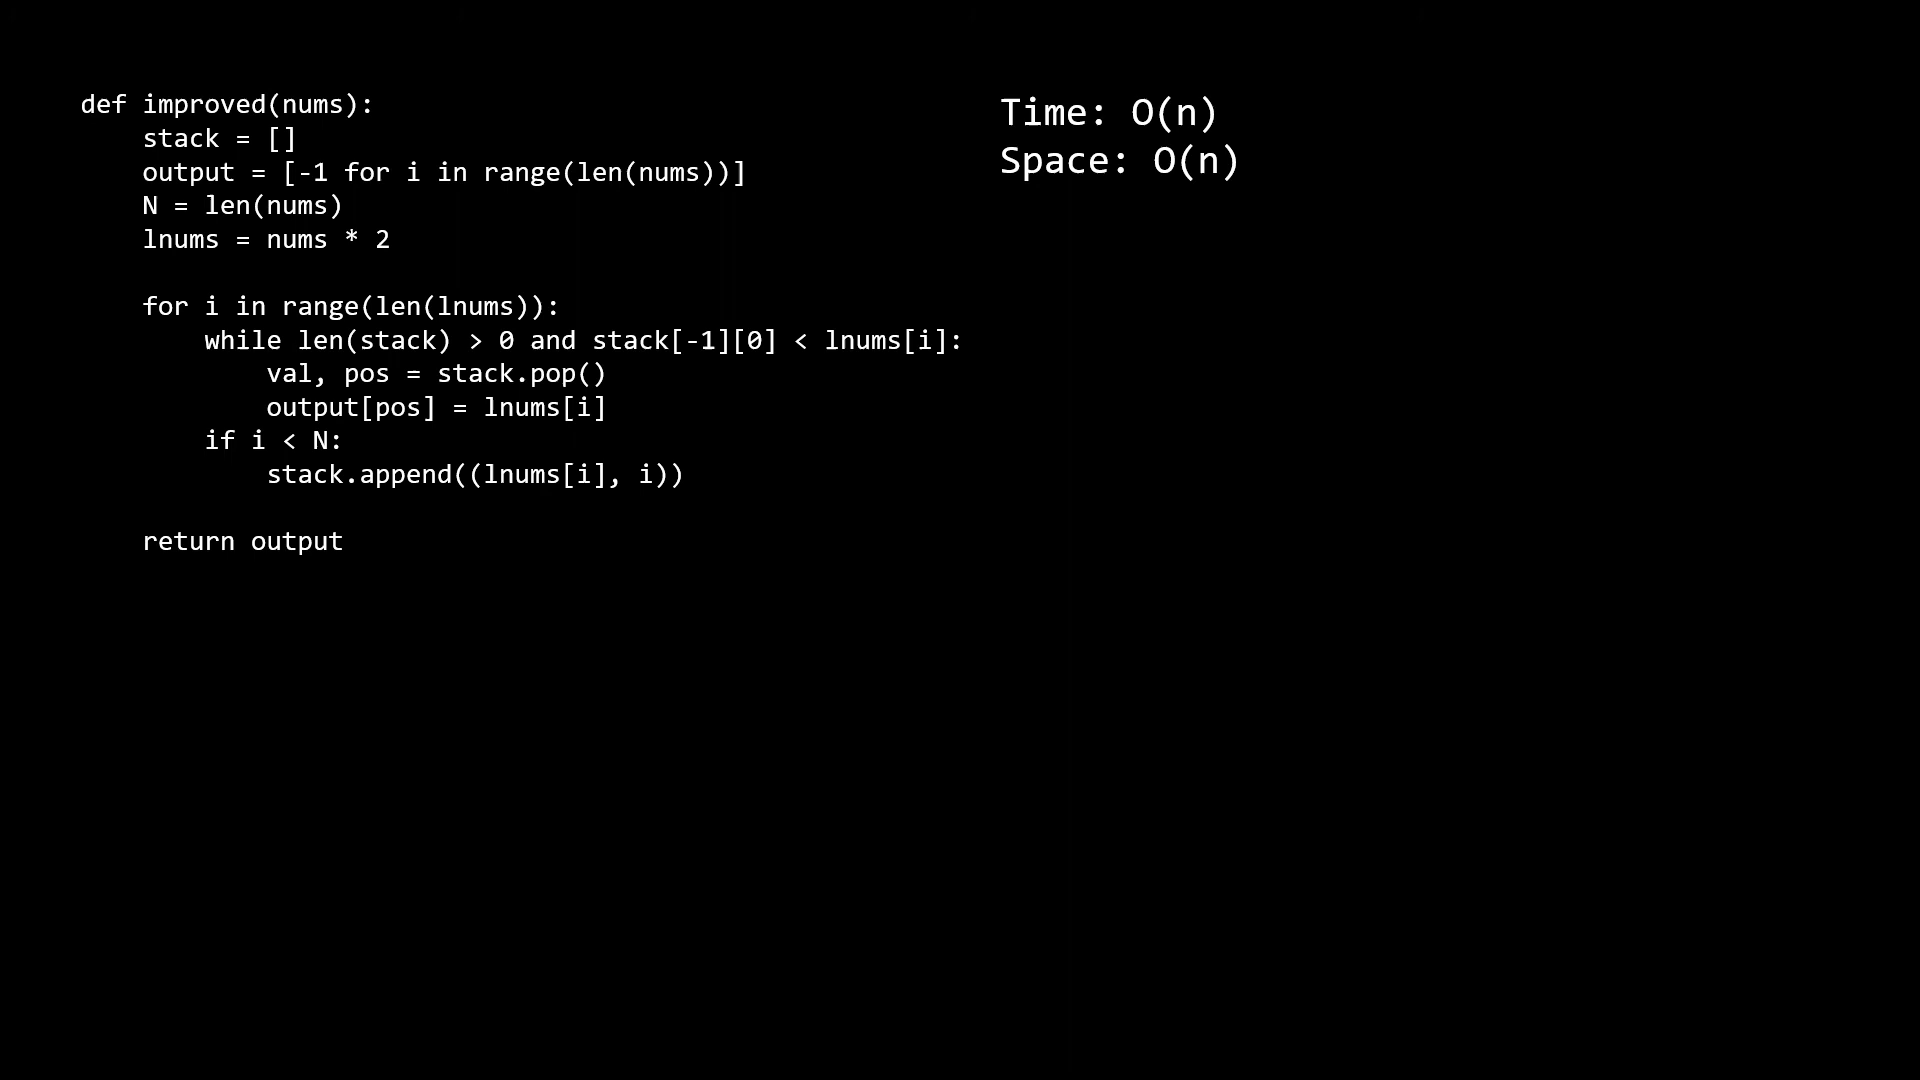 def improved(nums):
    stack = []
    output = [-1 for i in range(len(nums))]
    N = len(nums)
    lnums = nums * 2

    for i in range(len(lnums)):
        while len(stack) > 0 and stack[-1][0] < lnums[i]:
            val, pos = stack.pop()
            output[pos] = lnums[i]
        if i < N:
            stack.append((lnums[i], i))

    return output
Time: O(n)
Space: O(n)